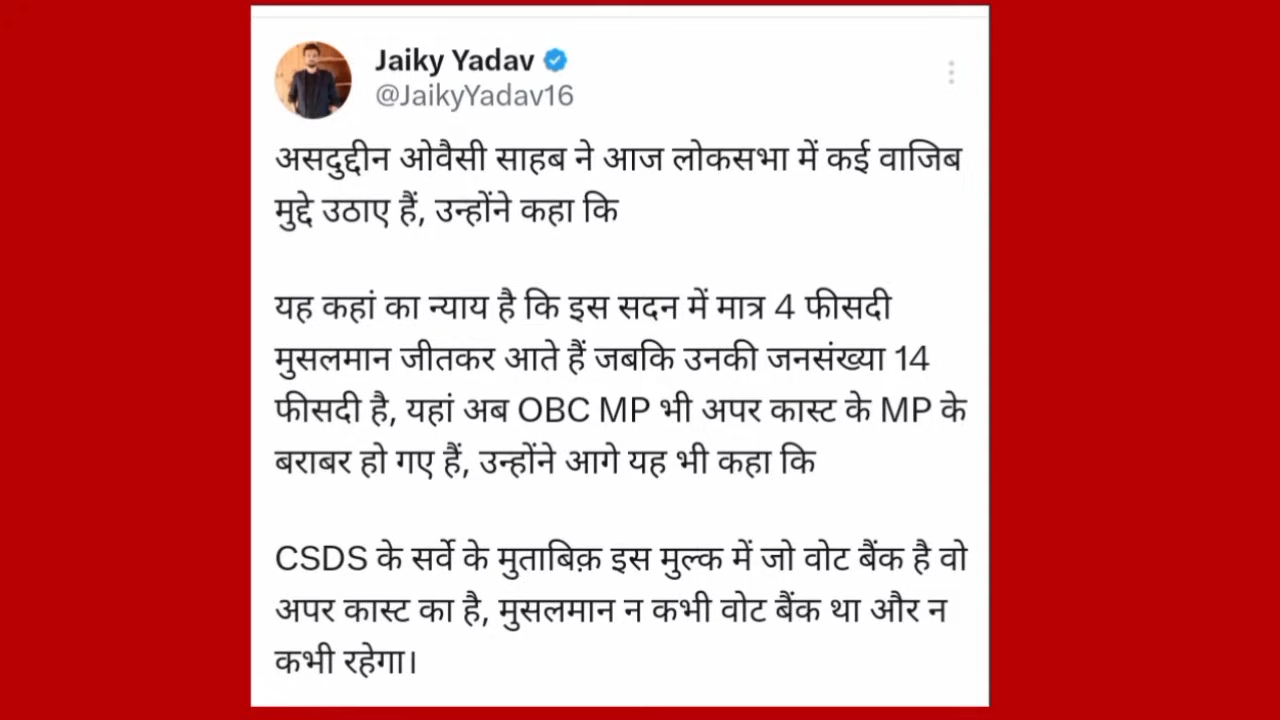 Jaiky Yadav
@JaikyYadav16
असदुद्दीन ओवैसी साहब ने आज लोकसभा में कई वाजिब
मुद्दे उठाए हैं, उन्होंने कहा कि
यह कहां का न्याय है कि इस सदन में मात्र 4 फीसदी
मुसलमान जीतकर आते हैं जबकि उनकी जनसंख्या 14
फीसदी है, यहां अब OBC MP भी अपर कास्ट के MP के
बराबर हो गए हैं, उन्होंने आगे यह भी कहा कि
CSDS के सर्वे के मुताबिक़ इस मुल्क में जो वोट बैंक है वो
अपर कास्ट का है, मुसलमान न कभी वोट बैंक था और न
कभी रहेगा।